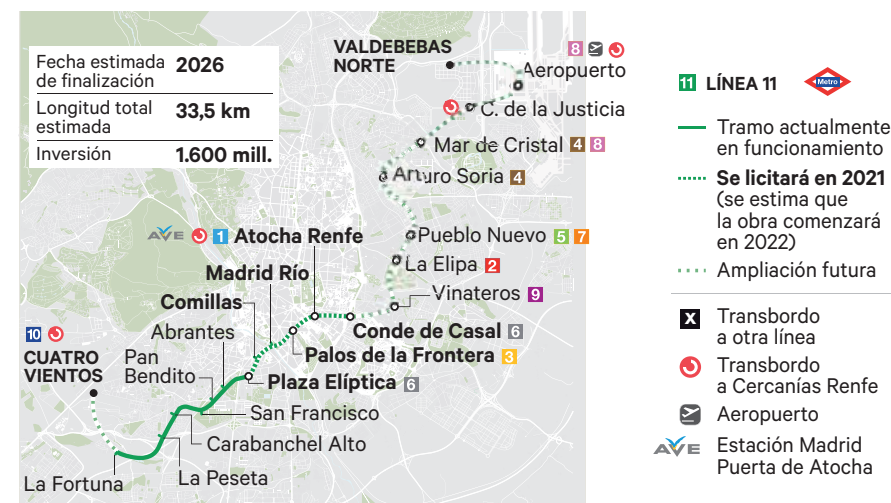 Fecha estimada
de finalización
2026
Longitud total
estimada
33,5 km
Inversión
1.600 mill.
VALDEBEBAS
NORTE
8
Aeropuerto
C. de la Justicia
Mar de Cristal 4 8
Arturo Soria 4
AVE 1 Atocha Renfe
Pueblo Nuevo 5 7
La Elipa 2
Madrid Río
Vinateros 9
Comillas
10
Abrantes
Conde de Casal 6
CUATRO
VIENTOS
Pan
Bendito
Palos de la Frontera 3
Plaza Elíptica 6
San Francisco
Carabanchel Alto
La Fortuna
La Peseta
11 LÍNEA 11
Metro
Tramo actualmente
en funcionamiento
Se licitará en 2021
(se estima que
la obra comenzará
en 2022)
Ampliación futura
X Transbordo
a otra línea
Transbordo
a Cercanías Renfe
Aeropuerto
AVE Estación Madrid
Puerta de Atocha